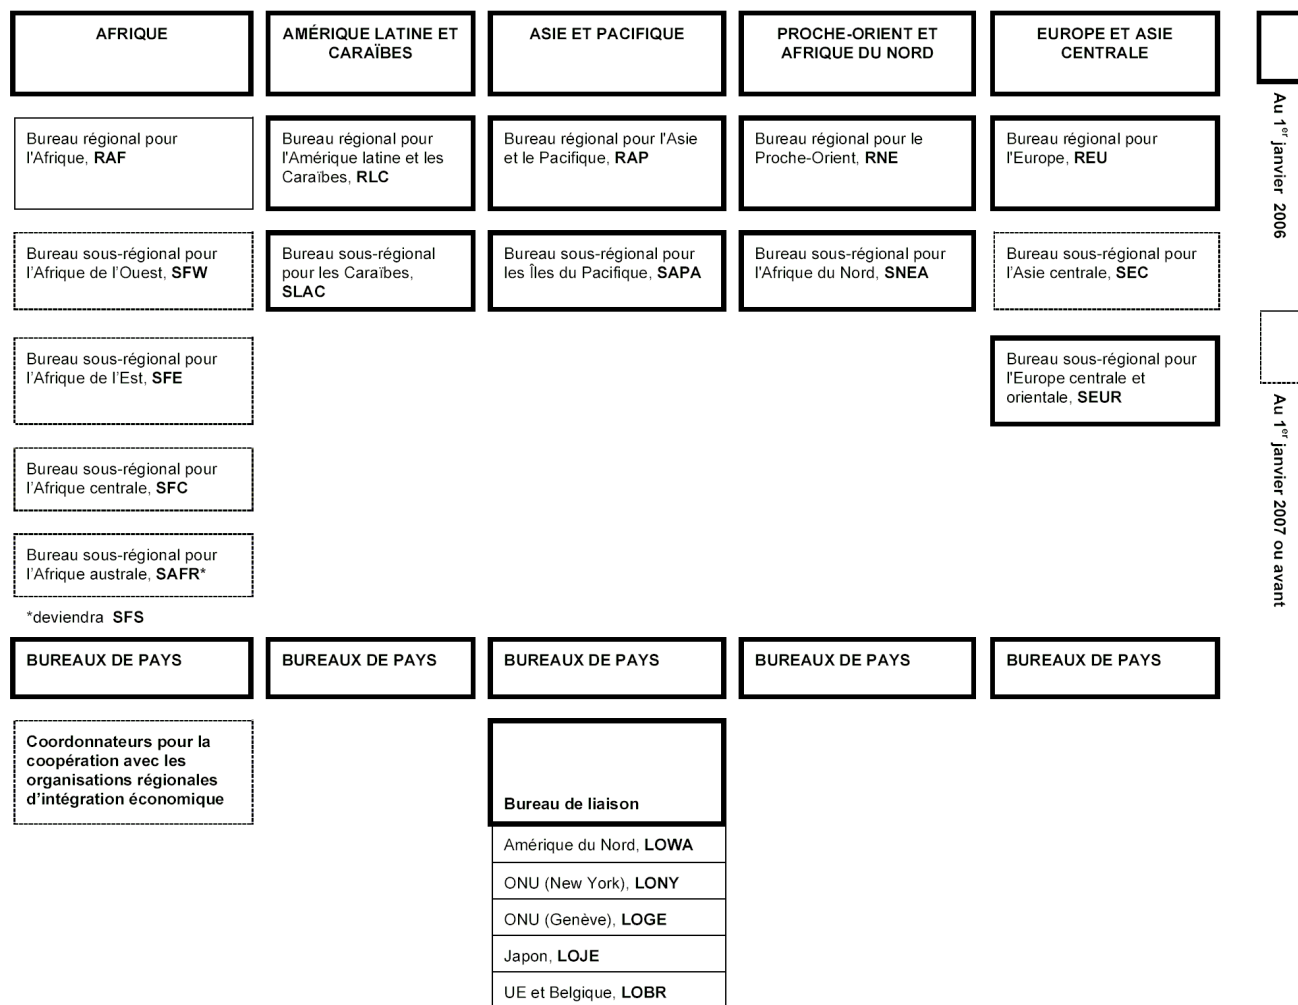 AFRIQUE
AMÉRIQUE LATINE ET
CARAÏBES
ASIE ET PACIFIQUE
PROCHE-ORIENT ET
AFRIQUE DU NORD
EUROPE ET ASIE
CENTRALE
Bureau régional pour
l'Afrique, RAF
Bureau régional pour
l'Amérique latine et les
Caraïbes, RLC
Bureau régional pour l'Asie
et le Pacifique, RAP
Bureau régional pour le
Proche-Orient, RNE
Bureau régional pour
l'Europe, REU
Bureau sous-régional pour
l’Afrique de l’Ouest, SFW
Bureau sous-régional
pour les Caraïbes,
SLAC
Bureau sous-régional pour
les Îles du Pacifique, SAPA
Bureau sous-régional pour
l'Afrique du Nord, SNEA
Bureau sous-régional pour
l’Asie centrale, SEC
Bureau sous-régional pour
l’Afrique de l’Est, SFE
Bureau sous-régional pour
l'Europe centrale et
orientale, SEUR
Bureau sous-régional pour
l’Afrique centrale, SFC
Bureau sous-régional pour
l’Afrique australe, SAFR*
*deviendra SFS
BUREAUX DE PAYS
BUREAUX DE PAYS
BUREAUX DE PAYS
BUREAUX DE PAYS
BUREAUX DE PAYS
Coordonnateurs pour la
coopération avec les
organisations régionales
d’intégration économique
Bureau de liaison
Amérique du Nord, LOWA
ONU (New York), LONY
ONU (Genève), LOGE
Japon, LOJE
UE et Belgique, LOBR
Au 1er janvier 2006
Au 1er janvier 2007 ou avant